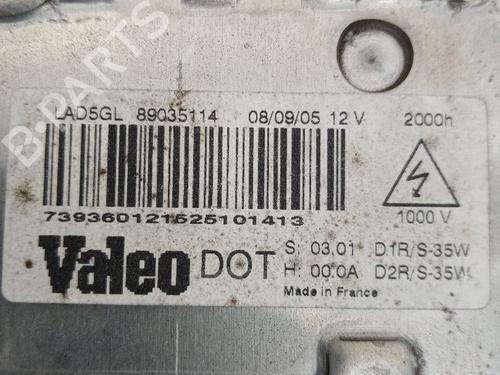 LAD5GL 89035114 08/09/05 12 V 2000h
739360121525101413
1000 V
Valeo DOT
S: 03.01 D1R/S-35W
H: 00.0A D2R/S-35W
Made in France
B-PARTS